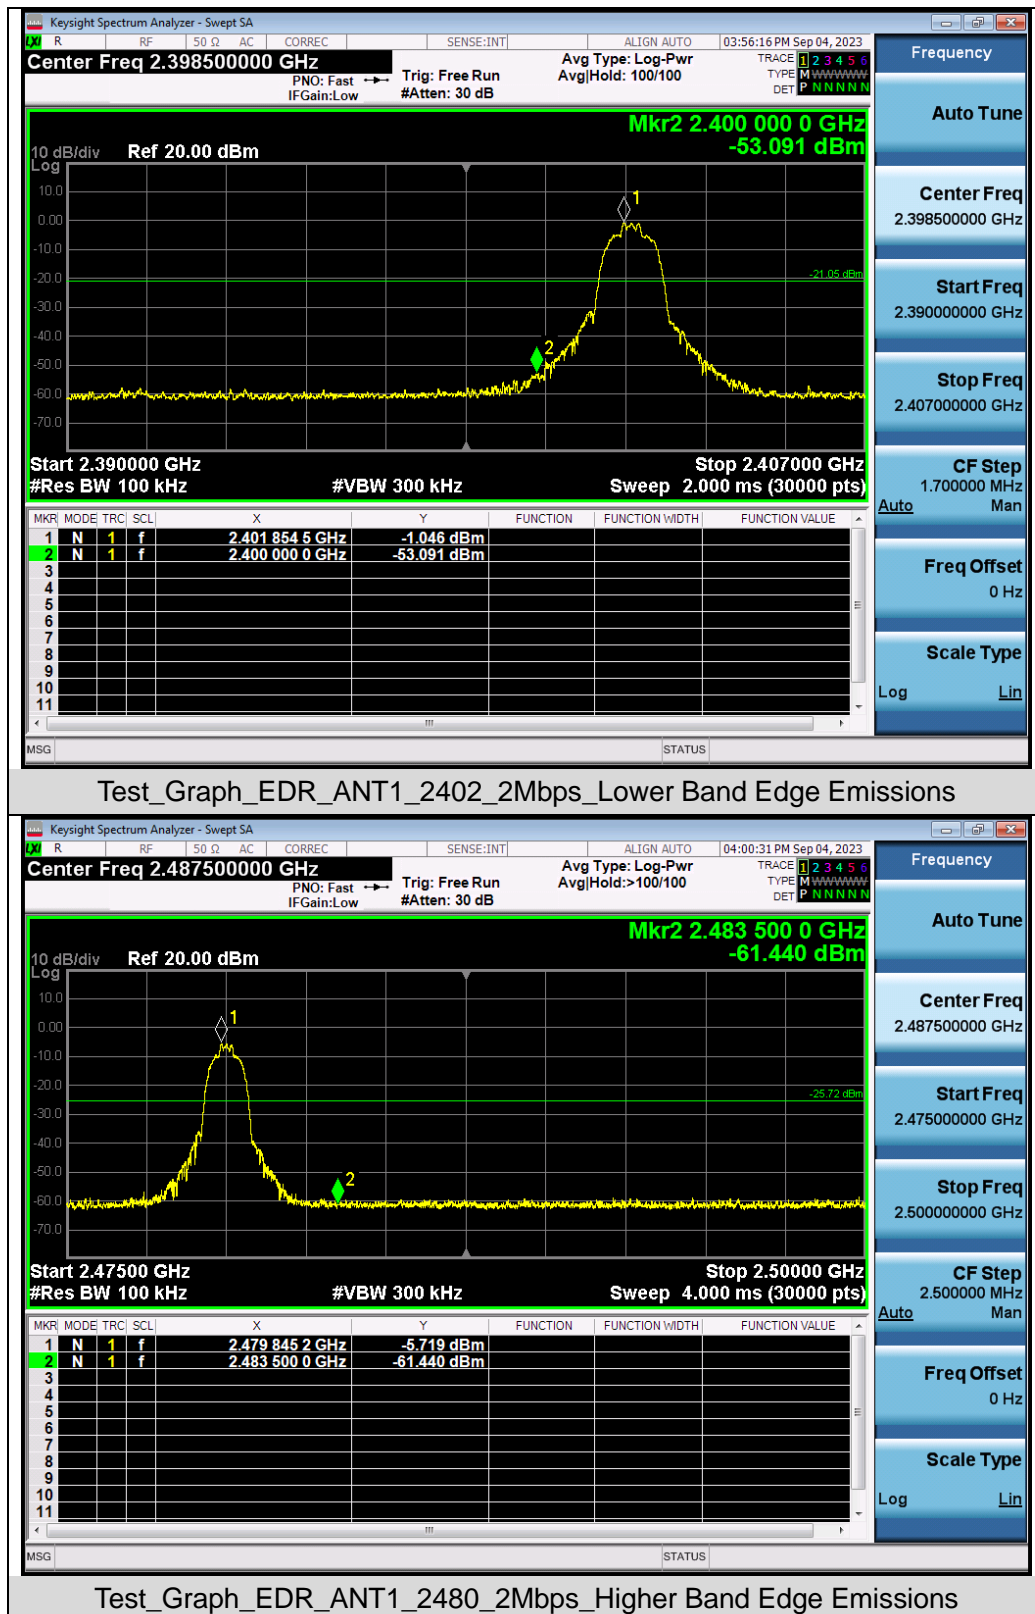 Keysight Spectrum Analyzer - Swept SA
LXI R RF 50 Ω AC CORREC SENSE:INT ALIGN AUTO 03:56:16 PM Sep 04, 2023
Center Freq 2.398500000 GHz
PNO: Fast
IFGain:Low
Trig: Free Run
#Atten: 30 dB
Avg Type: Log-Pwr
Avg|Hold: 100/100
TRACE 1 2 3 4 5 6
TYPE M WWWWW
DET P N N N N N
Mkr2 2.400 000 0 GHz
-53.091 dBm
10 dB/div Ref 20.00 dBm
Log
10.0
0.00
-10.0
-20.0
-30.0
-40.0
-50.0
-60.0
-70.0
1
2
-21.05 dBm
Start 2.390000 GHz Stop 2.407000 GHz
#Res BW 100 kHz #VBW 300 kHz Sweep 2.000 ms (30000 pts)
MKR MODE TRC SCL X Y FUNCTION FUNCTION WIDTH FUNCTION VALUE
1 N 1 f 2.401 854 5 GHz -1.046 dBm
2 N 1 f 2.400 000 0 GHz -53.091 dBm
3
4
5
6
7
8
9
10
11
MSG STATUS
Frequency
Auto Tune
Center Freq
2.398500000 GHz
Start Freq
2.390000000 GHz
Stop Freq
2.407000000 GHz
CF Step
1.700000 MHz
Auto Man
Freq Offset
0 Hz
Scale Type
Log Lin
Test_Graph_EDR_ANT1_2402_2Mbps_Lower Band Edge Emissions
Keysight Spectrum Analyzer - Swept SA
LXI R RF 50 Ω AC CORREC SENSE:INT ALIGN AUTO 04:00:31 PM Sep 04, 2023
Center Freq 2.487500000 GHz
PNO: Fast
IFGain:Low
Trig: Free Run
#Atten: 30 dB
Avg Type: Log-Pwr
Avg|Hold:>100/100
TRACE 1 2 3 4 5 6
TYPE M WWWWW
DET P N N N N N
Mkr2 2.483 500 0 GHz
-61.440 dBm
10 dB/div Ref 20.00 dBm
Log
10.0
0.00
-10.0
-20.0
-30.0
-40.0
-50.0
-60.0
-70.0
1
2
-25.72 dBm
Start 2.47500 GHz Stop 2.50000 GHz
#Res BW 100 kHz #VBW 300 kHz Sweep 4.000 ms (30000 pts)
MKR MODE TRC SCL X Y FUNCTION FUNCTION WIDTH FUNCTION VALUE
1 N 1 f 2.479 845 2 GHz -5.719 dBm
2 N 1 f 2.483 500 0 GHz -61.440 dBm
3
4
5
6
7
8
9
10
11
MSG STATUS
Frequency
Auto Tune
Center Freq
2.487500000 GHz
Start Freq
2.475000000 GHz
Stop Freq
2.500000000 GHz
CF Step
2.500000 MHz
Auto Man
Freq Offset
0 Hz
Scale Type
Log Lin
Test_Graph_EDR_ANT1_2480_2Mbps_Higher Band Edge Emissions